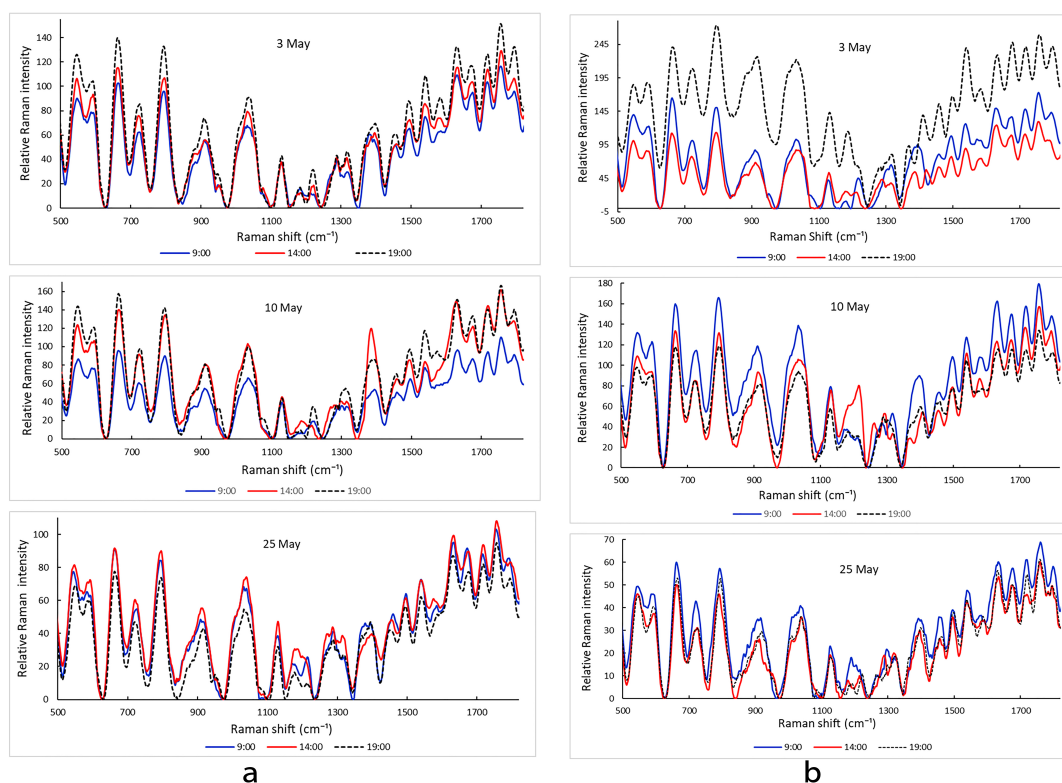 3 May
Relative Raman intensity
140
120
100
80
60
40
20
0
500 700 900 1100 1300 1500 1700
Raman shift (cm⁻¹)
9:00 14:00 19:00
10 May
Relative Raman intensity
160
140
120
100
80
60
40
20
0
500 700 900 1100 1300 1500 1700
Raman shift (cm⁻¹)
9:00 14:00 19:00
25 May
Relative Raman intensity
100
80
60
40
20
0
500 700 900 1100 1300 1500 1700
Raman shift (cm⁻¹)
9:00 14:00 19:00
a
3 May
Relative Raman intensity
245
195
145
95
45
-5
500 700 900 1100 1300 1500 1700
Raman Shift (cm⁻¹)
9:00 14:00 19:00
10 May
Relative Raman intensity
180
160
140
120
100
80
60
40
20
0
500 700 900 1100 1300 1500 1700
Raman shift (cm⁻¹)
9:00 14:00 19:00
25 May
Relative Raman intensity
70
60
50
40
30
20
10
0
500 700 900 1100 1300 1500 1700
Raman shift (cm⁻¹)
9:00 14:00 19:00
b